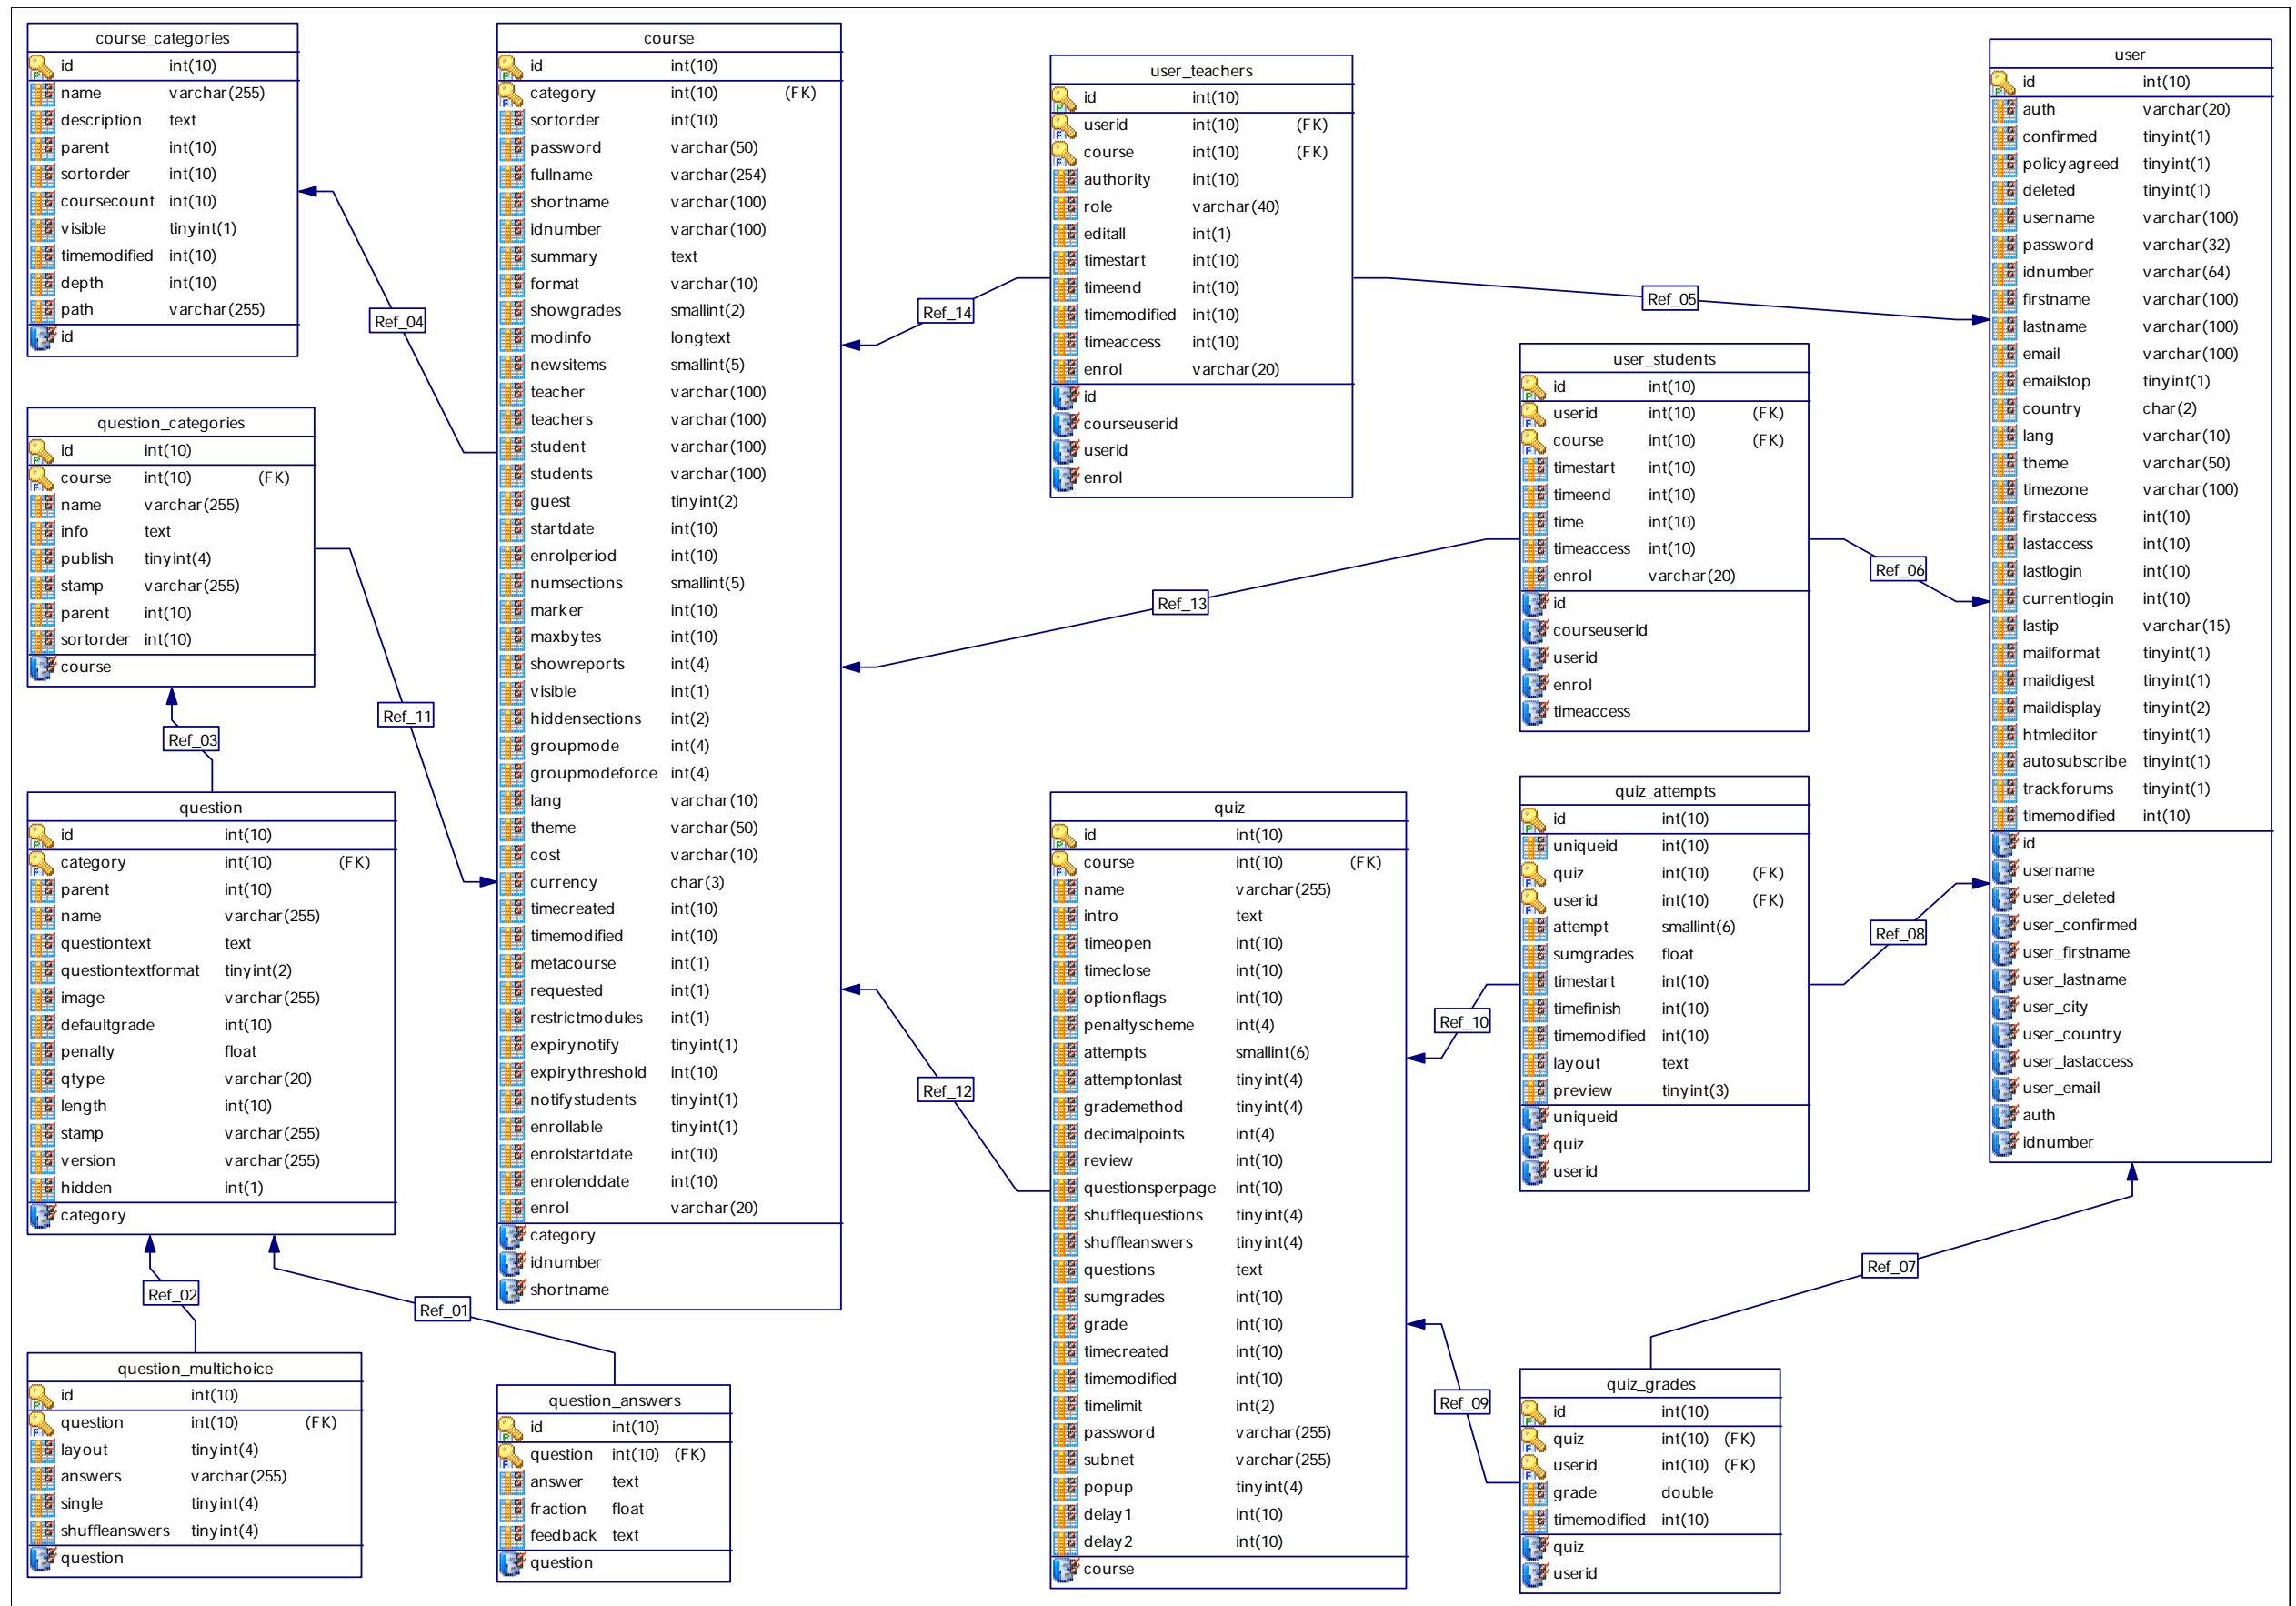 course_categories
id int(10)
name varchar(255)
description text
parent int(10)
sortorder int(10)
coursecount int(10)
visible tinyint(1)
timemodified int(10)
depth int(10)
path varchar(255)
id
question_categories
id int(10)
course int(10) (FK)
name varchar(255)
info text
publish tinyint(4)
stamp varchar(255)
parent int(10)
sortorder int(10)
course
Ref_03
question
id int(10)
category int(10) (FK)
parent int(10)
name varchar(255)
questiontext text
questiontextformat tinyint(2)
image varchar(255)
defaultgrade int(10)
penalty float
qtype varchar(20)
length int(10)
stamp varchar(255)
version varchar(255)
hidden int(1)
category
Ref_02
Ref_01
question_multichoice
id int(10)
question int(10) (FK)
layout tinyint(4)
answers varchar(255)
single tinyint(4)
shuffleanswers tinyint(4)
question
Ref_04
Ref_11
course
id int(10)
category int(10) (FK)
sortorder int(10)
password varchar(50)
fullname varchar(254)
shortname varchar(100)
idnumber varchar(100)
summary text
format varchar(10)
showgrades smallint(2)
modinfo longtext
newsitems smallint(5)
teacher varchar(100)
teachers varchar(100)
student varchar(100)
students varchar(100)
guest tinyint(2)
startdate int(10)
enrolperiod int(10)
numsections smallint(5)
marker int(10)
maxbytes int(10)
showreports int(4)
visible int(1)
hiddensections int(2)
groupmode int(4)
groupmodeforce int(4)
lang varchar(10)
theme varchar(50)
cost varchar(10)
currency char(3)
timecreated int(10)
timemodified int(10)
metacourse int(1)
requested int(1)
restrictmodules int(1)
expirynotify tinyint(1)
expirythreshold int(10)
notifystudents tinyint(1)
enrollable tinyint(1)
enrolstartdate int(10)
enrolenddate int(10)
enrol varchar(20)
category
idnumber
shortname
question_answers
id int(10)
question int(10) (FK)
answer text
fraction float
feedback text
question
Ref_14
Ref_13
Ref_12
user_teachers
id int(10)
userid int(10) (FK)
course int(10) (FK)
authority int(10)
role varchar(40)
editall int(1)
timestart int(10)
timeend int(10)
timemodified int(10)
timeaccess int(10)
enrol varchar(20)
id
courseuserid
userid
enrol
quiz
id int(10)
course int(10) (FK)
name varchar(255)
intro text
timeopen int(10)
timeclose int(10)
optionflags int(10)
penaltyscheme int(4)
attempts smallint(6)
attemptonlast tinyint(4)
grademethod tinyint(4)
decimalpoints int(4)
review int(10)
questionsperpage int(10)
shufflequestions tinyint(4)
shuffleanswers tinyint(4)
questions text
sumgrades int(10)
grade int(10)
timecreated int(10)
timemodified int(10)
timelimit int(2)
password varchar(255)
subnet varchar(255)
popup tinyint(4)
delay1 int(10)
delay2 int(10)
course
Ref_05
user_students
id int(10)
userid int(10) (FK)
course int(10) (FK)
timestart int(10)
timeend int(10)
time int(10)
timeaccess int(10)
enrol varchar(20)
id
courseuserid
userid
enrol
timeaccess
Ref_06
quiz_attempts
id int(10)
uniqueid int(10)
quiz int(10) (FK)
userid int(10) (FK)
attempt smallint(6)
sumgrades float
timestart int(10)
timefinish int(10)
timemodified int(10)
layout text
preview tinyint(3)
uniqueid
quiz
userid
Ref_10
Ref_08
Ref_07
Ref_09
quiz_grades
id int(10)
quiz int(10) (FK)
userid int(10) (FK)
grade double
timemodified int(10)
quiz
userid
user
id int(10)
auth varchar(20)
confirmed tinyint(1)
policyagreed tinyint(1)
deleted tinyint(1)
username varchar(100)
password varchar(32)
idnumber varchar(64)
firstname varchar(100)
lastname varchar(100)
email varchar(100)
emailstop tinyint(1)
country char(2)
lang varchar(10)
theme varchar(50)
timezone varchar(100)
firstaccess int(10)
lastaccess int(10)
lastlogin int(10)
currentlogin int(10)
lastip varchar(15)
mailformat tinyint(1)
maildigest tinyint(1)
maildisplay tinyint(2)
htmleditor tinyint(1)
autosubscribe tinyint(1)
trackforums tinyint(1)
timemodified int(10)
id
username
user_deleted
user_confirmed
user_firstname
user_lastname
user_city
user_country
user_lastaccess
user_email
auth
idnumber